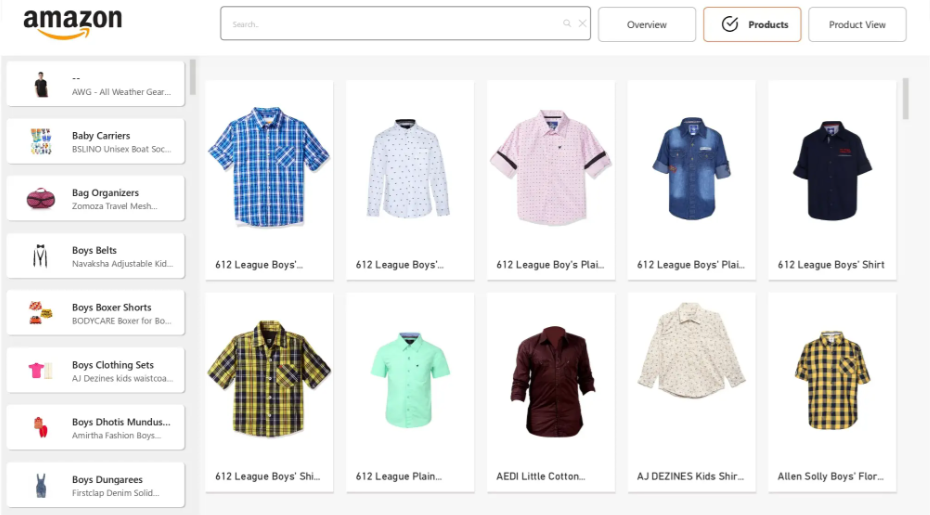 amazon
Search..
Overview
Products
Product View
--
AWG - All Weather Gear...
Baby Carriers
BSLINO Unisex Boat Soc...
Bag Organizers
Zomoza Travel Mesh...
Boys Belts
Navaksha Adjustable Kid...
Boys Boxer Shorts
BODYCARE Boxer for Bo...
Boys Clothing Sets
AJ Dezines kids waistcoa...
Boys Dhotis Mundus...
Amirtha Fashion Boys...
Boys Dungarees
Firstclap Denim Solid...
612 League Boys'...
612 League Boys'...
612 League Boy's Plai...
612 League Boys' Plai...
612 League Boys' Shirt
612 League Boys' Shi...
612 League Plain...
AEDI Little Cotton...
AJ DEZINES Kids Shir...
Allen Solly Boys' Flor...